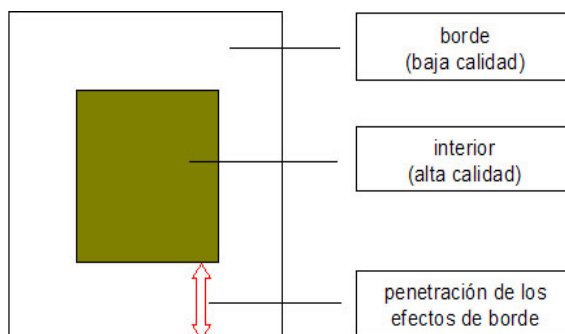 borde
(baja calidad)
interior
(alta calidad)
penetración de los
efectos de borde